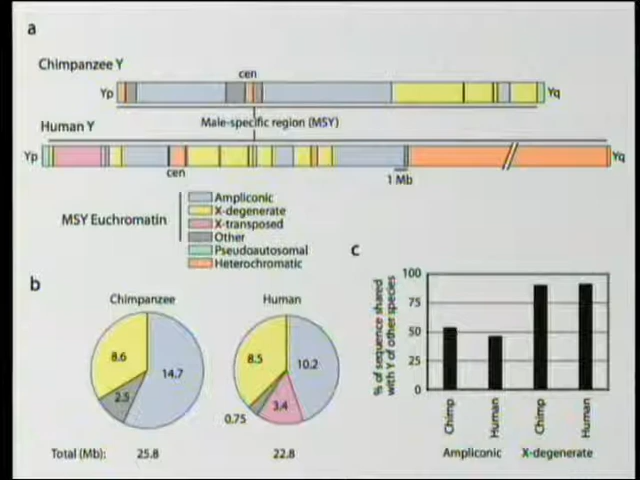 a
Chimpanzee Y
cen
Yp
Yq
Male-specific region (MSY)
Human Y
Yp
Yq
cen
1 Mb
MSY Euchromatin
Ampliconic
X-degenerate
X-transposed
Other
Pseudoautosomal
Heterochromatic
b
Chimpanzee
Human
8.6
14.7
2.5
8.5
10.2
3.4
0.75
Total (Mb): 25.8 22.8
c
% of sequence shared
with Y of other species
100
75
50
25
0
Chimp
Human
Chimp
Human
Ampliconic X-degenerate